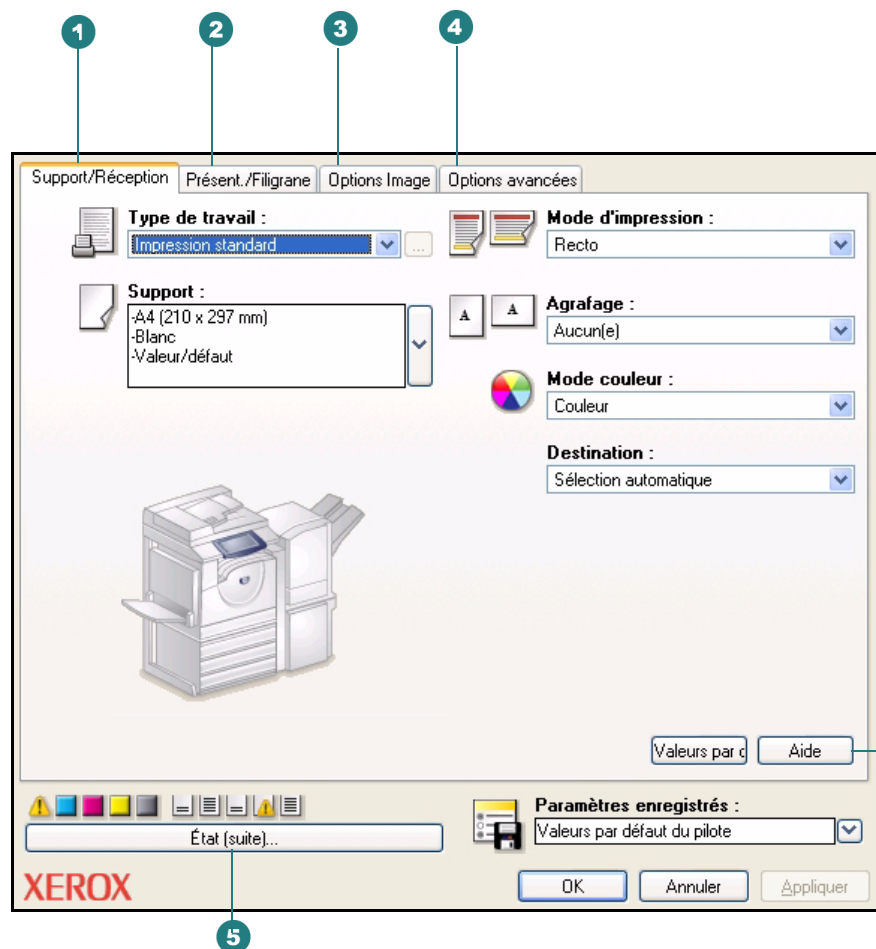 1
2
3
4
Support/Réception
Présent./Filigrane
Options Image
Options avancées
Type de travail :
Impression standard
...
Mode d'impression :
Recto
Support :
-A4 (210 x 297 mm)
-Blanc
-Valeur/défaut
A
A
Agrafage :
Aucun(e)
Mode couleur :
Couleur
Destination :
Sélection automatique
Valeurs par d
Aide
État (suite)...
Paramètres enregistrés :
Valeurs par défaut du pilote
XEROX
OK
Annuler
Appliquer
5